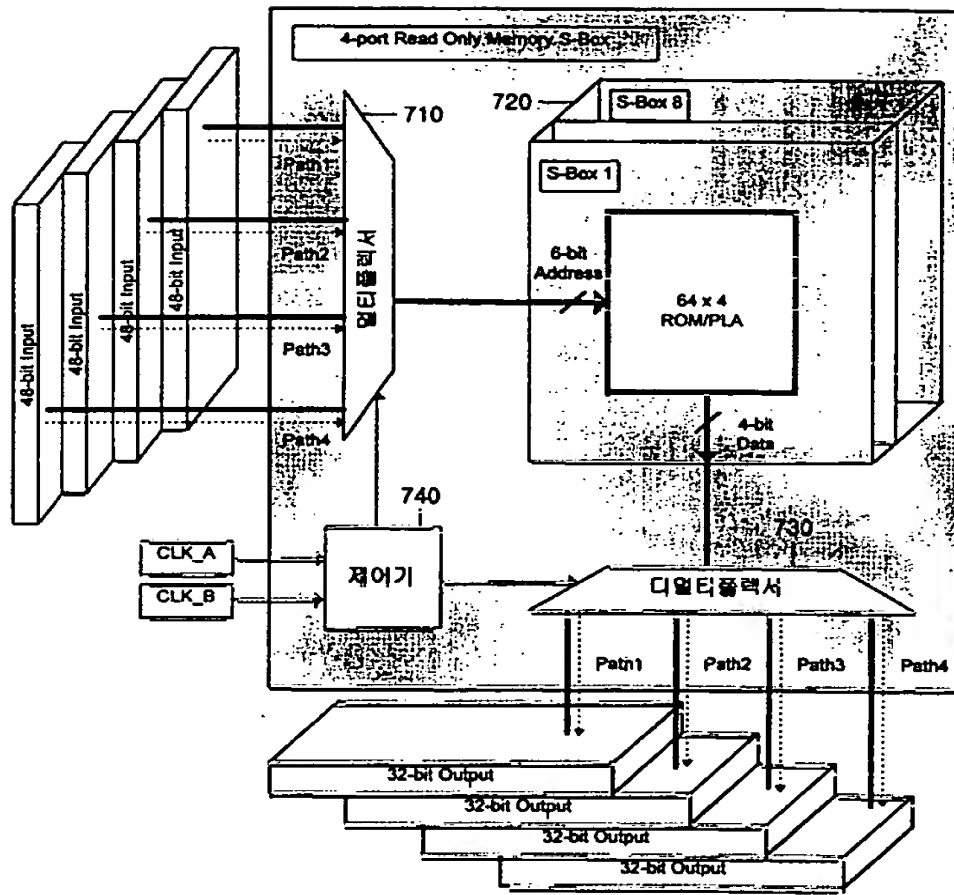 4-port Read Only Memory S-Box
710
720
S-Box 8
S-Box 1
Path1
Path2
Path3
Path4
48-bit Input
48-bit Input
48-bit Input
48-bit Input
멀티플렉서
6-bit
Address
64 x 4
ROM/PLA
4-bit
Data
740
730
CLK_A
CLK_B
제어기
디멀티플렉서
Path1
Path2
Path3
Path4
32-bit Output
32-bit Output
32-bit Output
32-bit Output